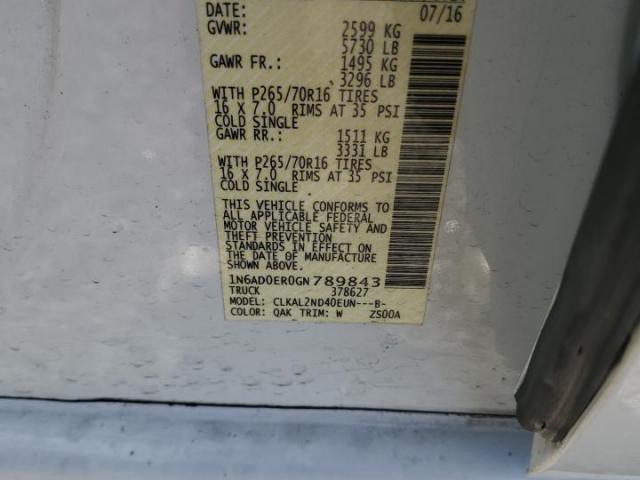 DATE: 07/16
GVWR: 2599 KG
5730 LB
GAWR FR.: 1495 KG
3296 LB
WITH P265/70R16 TIRES
16 X 7.0 RIMS AT 35 PSI
COLD SINGLE
GAWR RR.: 1511 KG
3331 LB
WITH P265/70R16 TIRES
16 X 7.0 RIMS AT 35 PSI
COLD SINGLE
THIS VEHICLE CONFORMS TO
ALL APPLICABLE FEDERAL
MOTOR VEHICLE SAFETY AND
THEFT PREVENTION
STANDARDS IN EFFECT ON
THE DATE OF MANUFACTURE
SHOWN ABOVE.
1N6AD0ER0GN789843
TRUCK 378627
MODEL: CLKAL2ND40EUN---B-
COLOR: QAK TRIM: W ZS00A